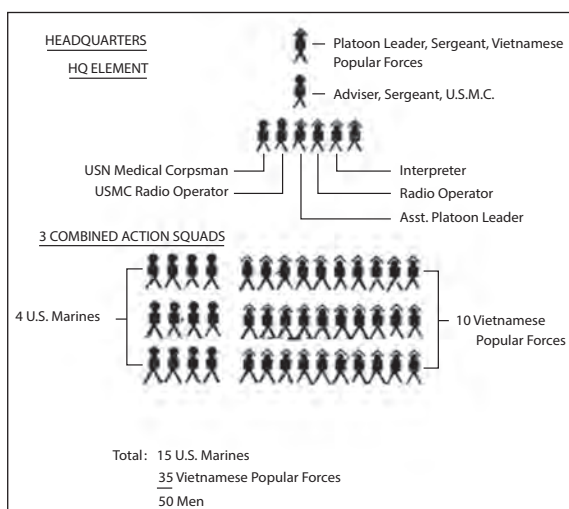 HEADQUARTERS
HQ ELEMENT
Platoon Leader, Sergeant, Vietnamese
Popular Forces
Adviser, Sergeant, U.S.M.C.
USN Medical Corpsman
USMC Radio Operator
Interpreter
Radio Operator
Asst. Platoon Leader
3 COMBINED ACTION SQUADS
4 U.S. Marines
10 Vietnamese
Popular Forces
Total: 15 U.S. Marines
35 Vietnamese Popular Forces
50 Men